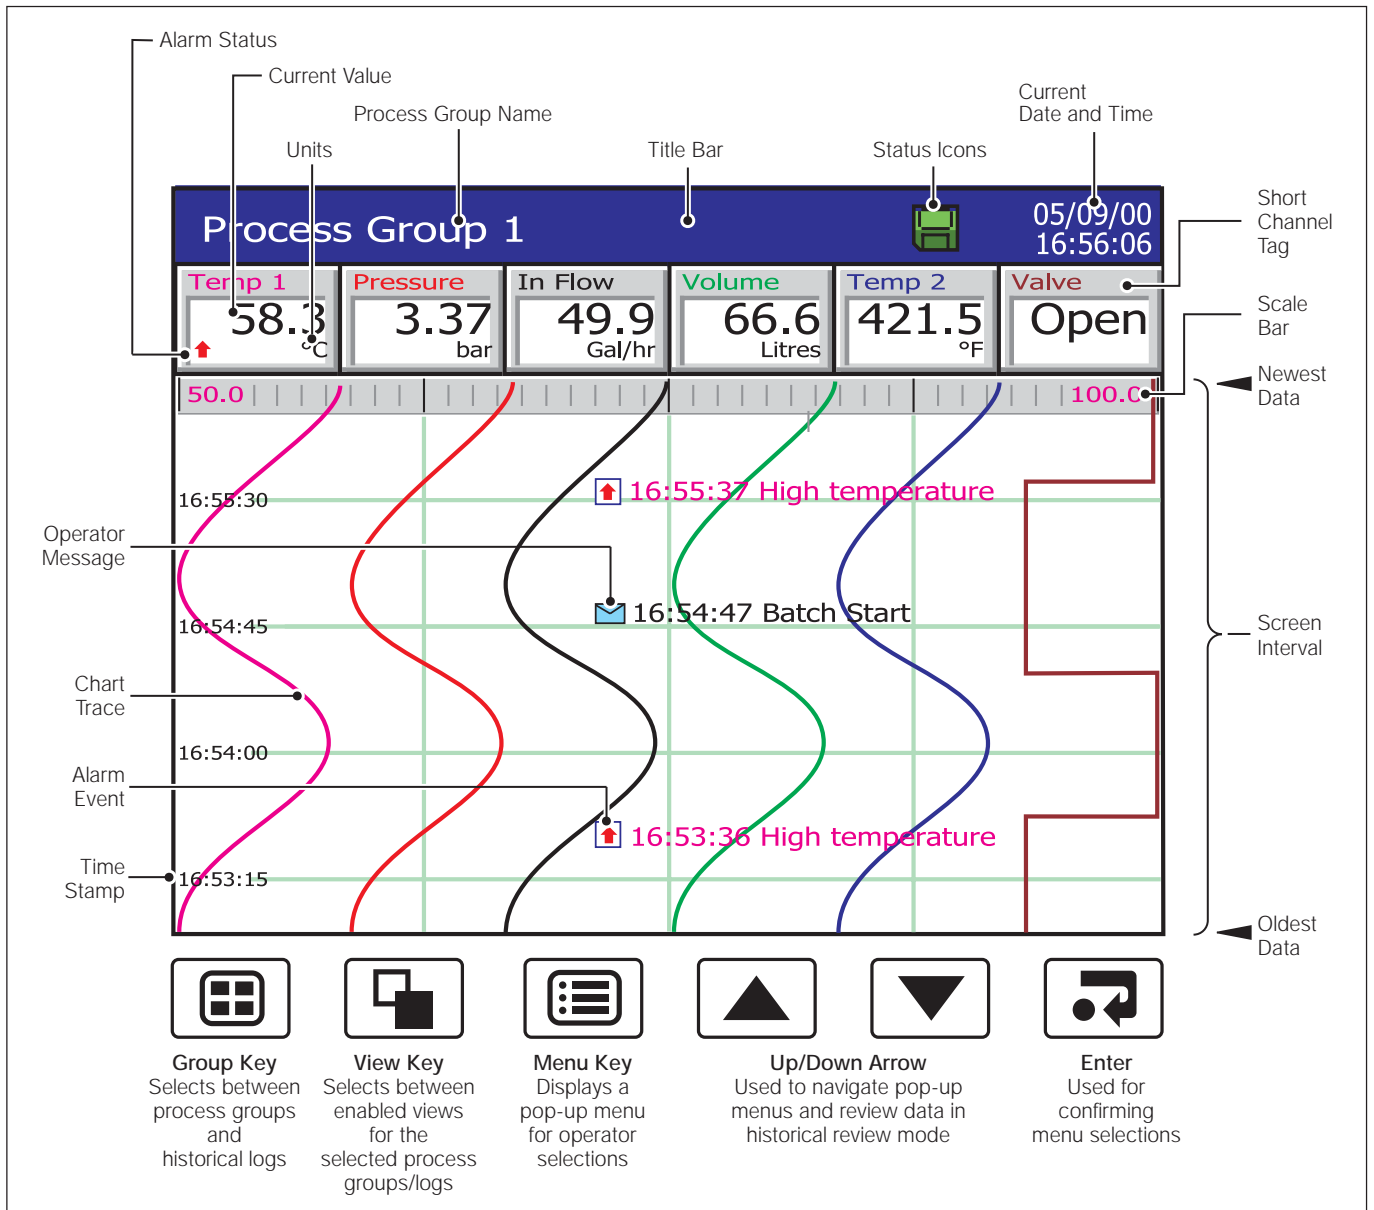 Alarm Status
Current Value
Process Group Name
Units
Title Bar
Status Icons
Current
Date and Time
Short
Channel
Tag
Scale
Bar
Process Group 1
05/09/00
16:56:06
Temp 1
58.3
°C
Pressure
3.37
bar
In Flow
49.9
Gal/hr
Volume
66.6
Litres
Temp 2
421.5
°F
Valve
Open
50.0
100.0
Newest
Data
16:55:30
16:55:37 High temperature
Operator
Message
16:54:47 Batch Start
16:54:45
Screen
Interval
Chart
Trace
16:54:00
Alarm
Event
16:53:36 High temperature
Time
Stamp
16:53:15
Oldest
Data
Group Key
Selects between
process groups
and
historical logs
View Key
Selects between
enabled views
for the
selected process
groups/logs
Menu Key
Displays a
pop-up menu
for operator
selections
Up/Down Arrow
Used to navigate pop-up
menus and review data in
historical review mode
Enter
Used for
confirming
menu selections